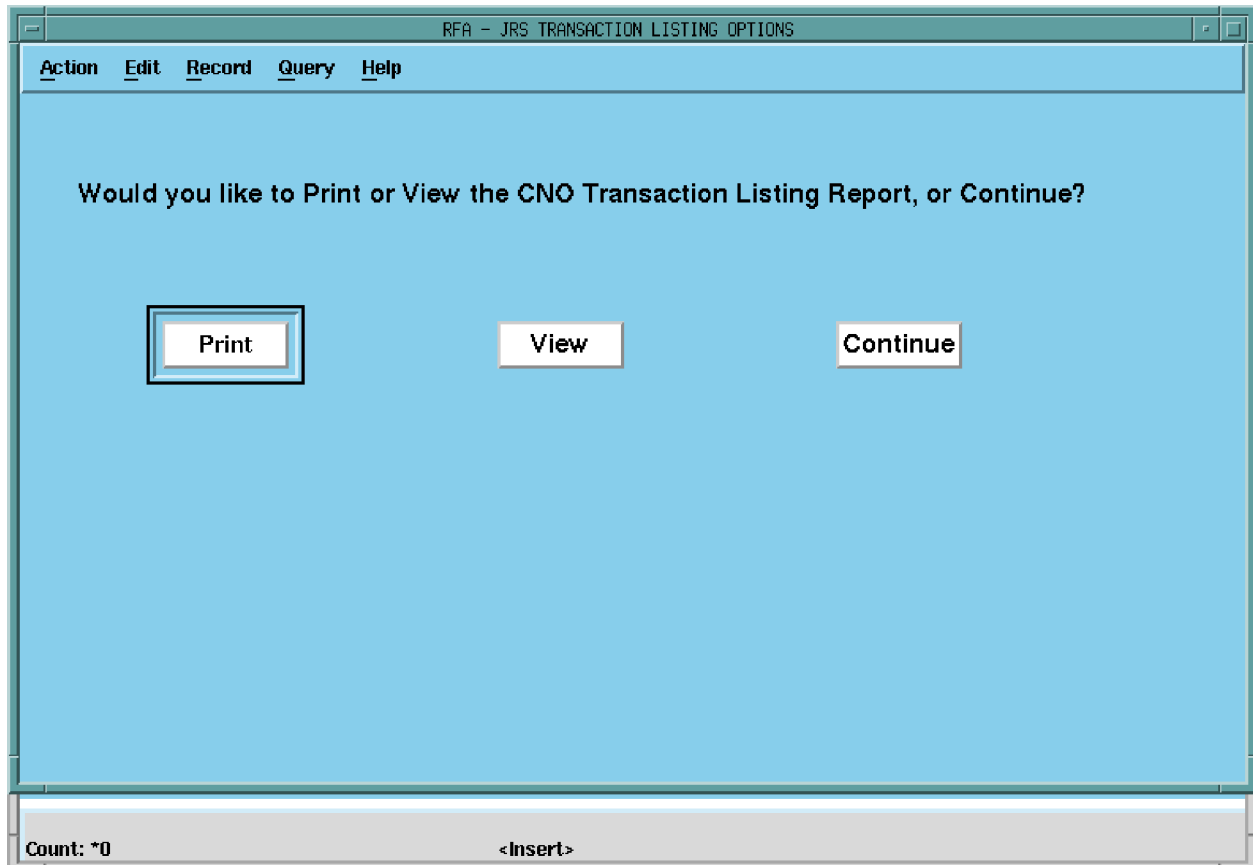 RFA - JRS TRANSACTION LISTING OPTIONS
Action Edit Record Query Help
Would you like to Print or View the CNO Transaction Listing Report, or Continue?
Print View Continue
Count: *0 <Insert>